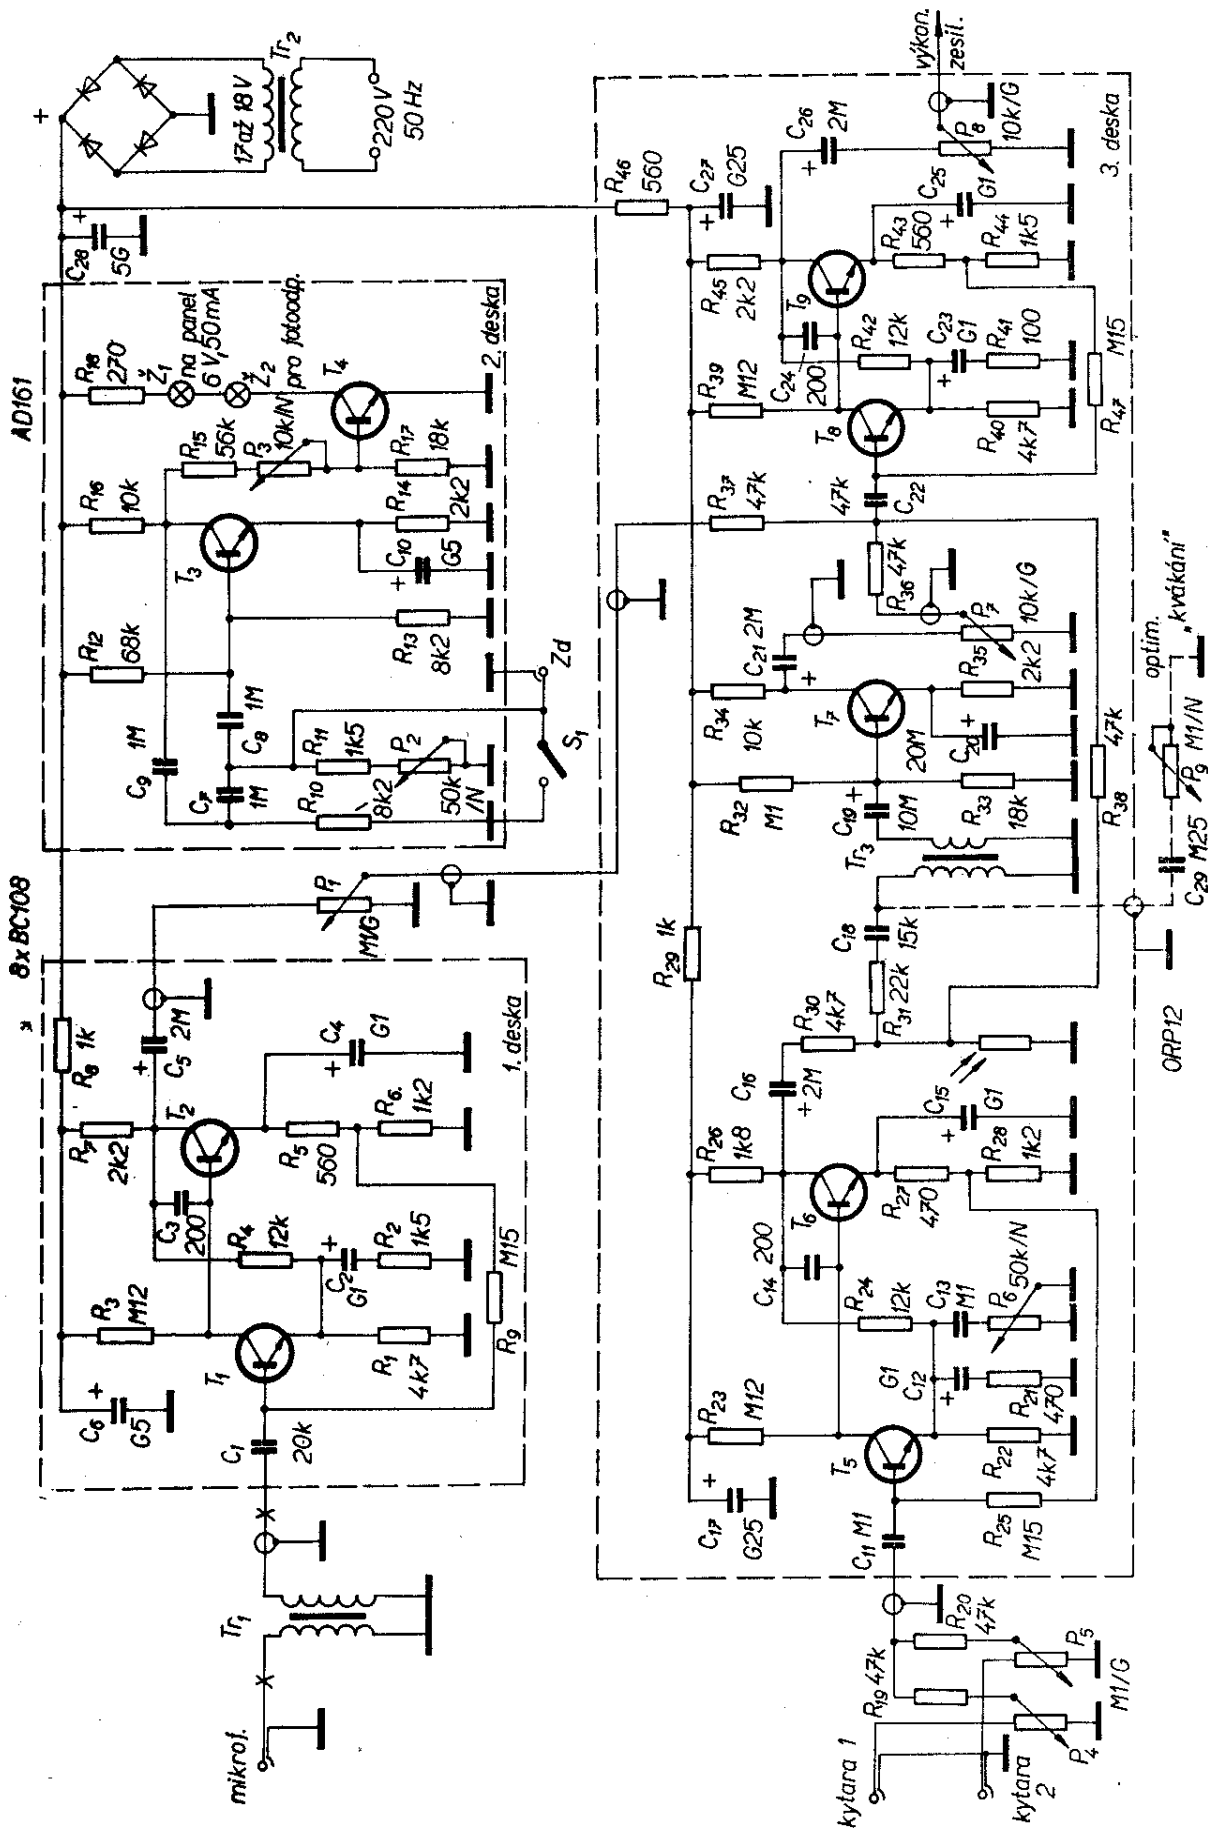 mikrof.
Tr₁
C₁
20k
C₆
+
G5
R₃
M12
T₁
R₁
4k7
R₉
M15
C₃
200
R₄
12k
C₂
+
G1
R₂
1k5
R₇
2k2
T₂
R₅
560
R₆
1k2
C₄
+
G1
R₈
1k
C₅
+
2M
1. deska
8x BC108
P₁
M1/G
AD161
C₉
1M
C₇
1M
C₈
1M
R₁₀
8k2
R₁₁
1k5
P₂
50k
/N
S₁
Zd
R₁₂
68k
R₁₃
8k2
T₃
R₁₆
10k
C₁₀
+
G5
R₁₄
2k2
R₁₅
56k
P₃
10k/N
pro fotoodp.
R₁₇
18k
R₁₈
270
Ž₁
na panel
6 V, 50mA
Ž₂
T₄
2. deska
C₂₈
+
5G
+
17 až 18V
Tr₂
220V
50 Hz
kytara 1
kytara
2
R₁₉
47k
R₂₀
47k
P₄
P₅
M1/G
C₁₁ M1
C₁₇
+
G25
R₂₃
M12
T₅
R₂₅
M15
R₂₂
4k7
G1
C₁₂
+
R₂₁
470
C₁₃
M1
P₆
50k/N
C₁₄
200
R₂₄
12k
R₂₆
1k8
T₆
R₂₇
470
R₂₈
1k2
C₁₅
+
G1
C₁₆
+ 2M
R₃₀
4k7
R₃₁
22k
R₂₉
1k
C₁₈
15k
Tr₃
ORP12
C₂₉
M25
P₉
M1/N
optim.
„kvákání"
C₁₉
+
10M
R₃₂
M1
R₃₃
18k
R₃₄
10k
T₇
20M
C₂₀
+
C₂₁
2M
+
R₃₅
2k2
P₇
10k/G
R₃₆
47k
R₃₇
47k
R₃₈
47k
47k
C₂₂
T₈
R₃₉
M12
R₄₀
4k7
C₂₄
200
R₄₂
12k
C₂₃
+
G1
R₄₁
100
R₄₇
M15
R₄₅
2k2
T₉
R₄₃
560
R₄₄
1k5
C₂₅
+
G1
R₄₆
560
C₂₇
+
G25
C₂₆
+
2M
P₈
10k/G
výkon.
zesil.
3. deska